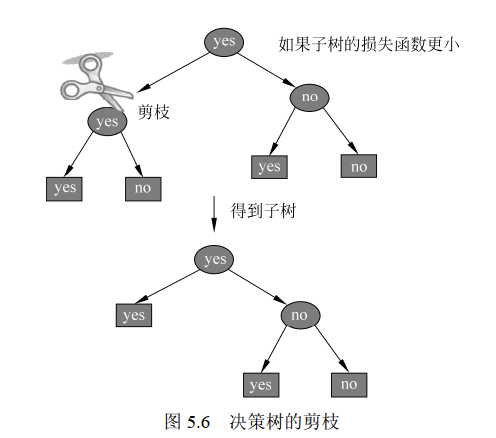 yes
如果子树的损失函数更小
no
剪枝
yes
yes
no
yes
no
得到子树
yes
yes
no
yes
no
图 5.6 决策树的剪枝